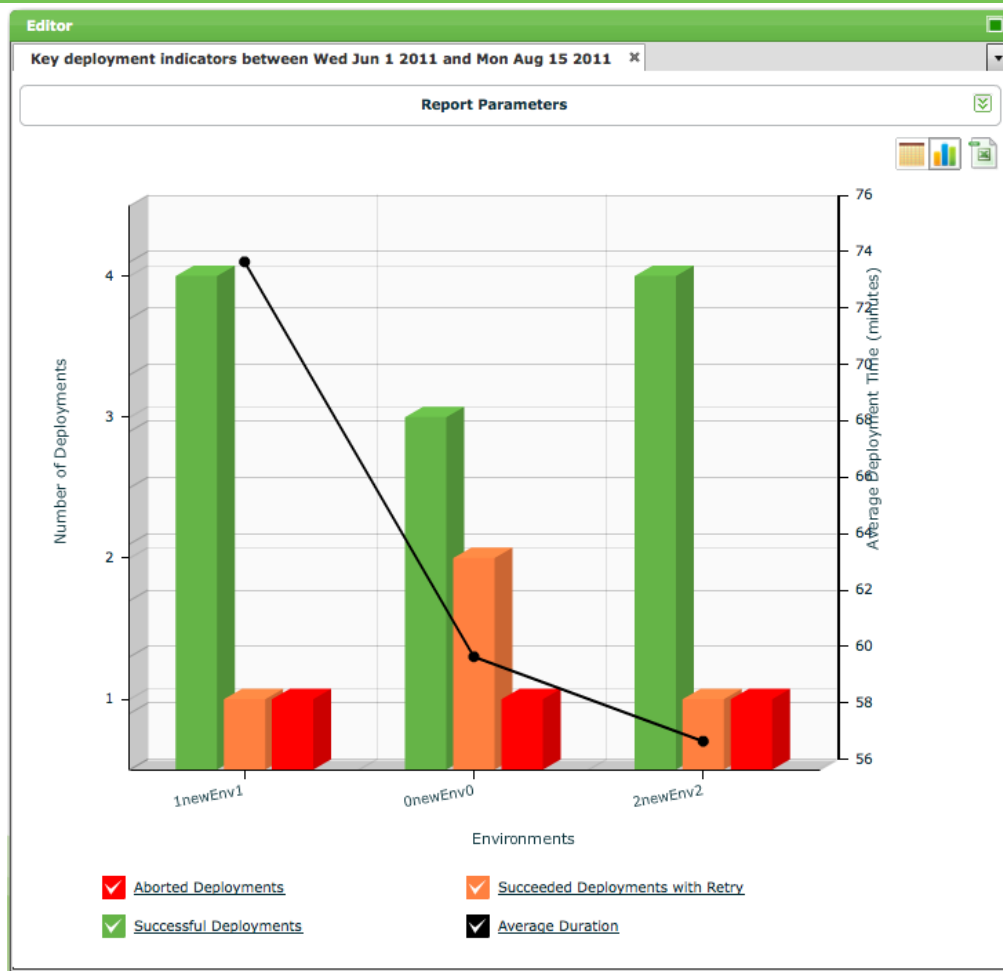 Editor
Key deployment indicators between Wed Jun 1 2011 and Mon Aug 15 2011
Report Parameters
76
74
72
70
68
66
64
62
60
58
56
Average Deployment Time (minutes)
4
3
2
1
Number of Deployments
1newEnv1
0newEnv0
2newEnv2
Environments
Aborted Deployments
Succeeded Deployments with Retry
Successful Deployments
Average Duration